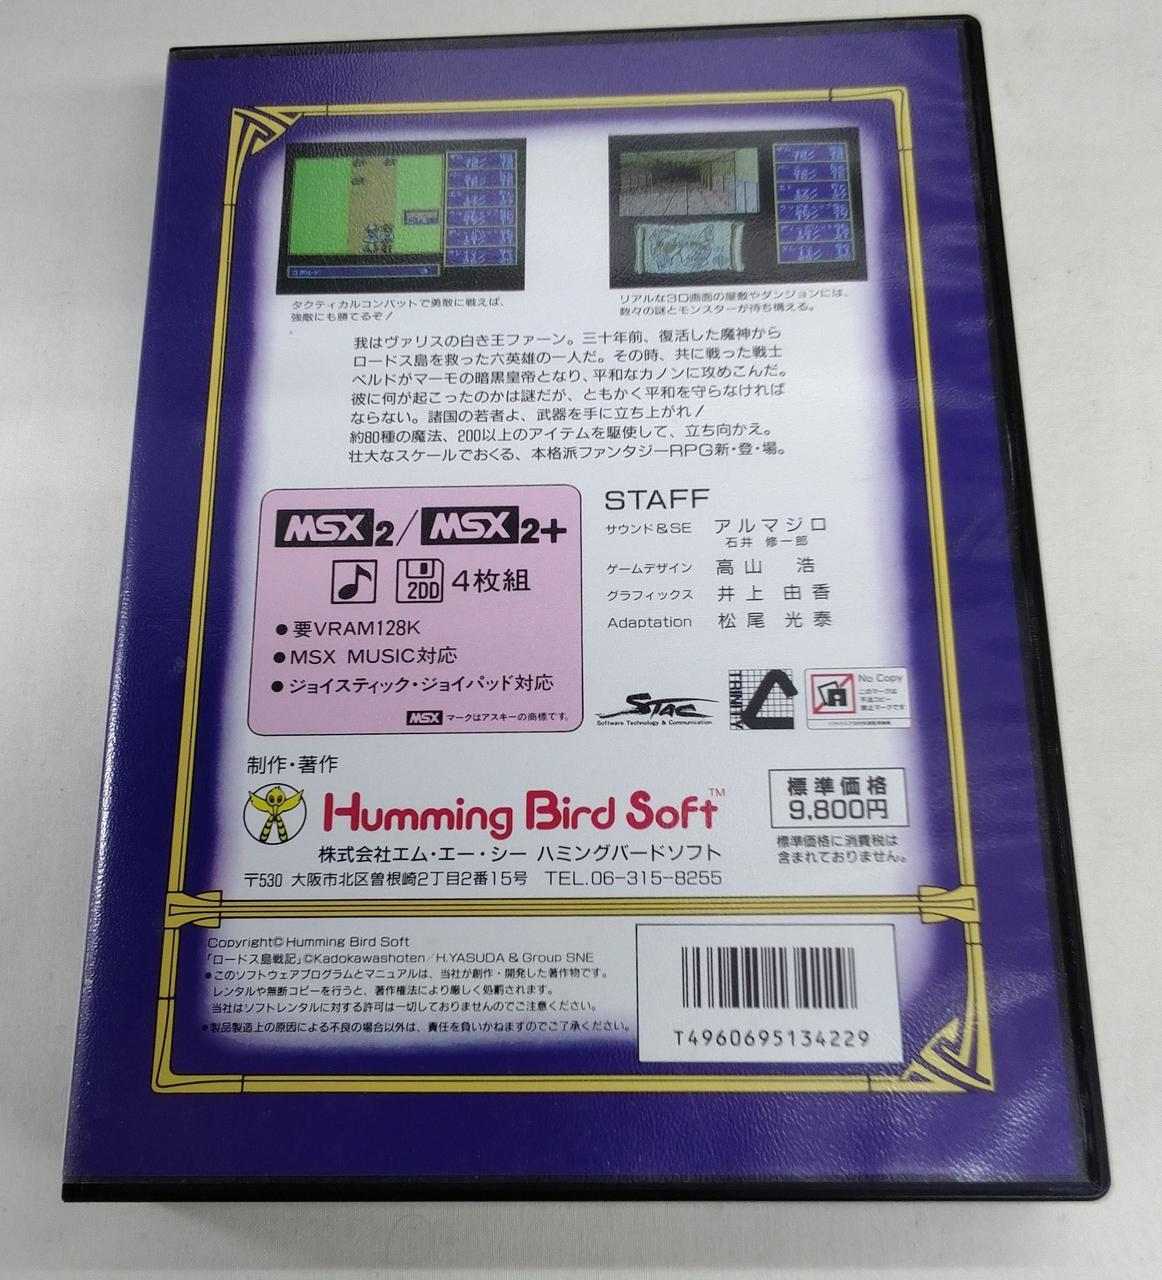 タクティカルコンバットで勇敢に戦えば、
強敵にも勝てるぞ!
リアルな3D画面の屋敷やダンジョンには、
数々の謎とモンスターが待ち構える。
我はヴァリスの白き王ファーン。三十年前、復活した魔神から
ロードス島を救った六英雄の一人だ。その時、共に戦った戦士
ベルドがマーモの暗黒皇帝となり、平和なカノンに攻めこんだ。
彼に何が起こったのかは謎だが、ともかく平和を守らなければ
ならない。諸国の若者よ、武器を手に立ち上がれ!
約80種の魔法、200以上のアイテムを駆使して、立ち向かえ。
壮大なスケールでおくる、本格派ファンタジーRPG新・登・場。
MSX2/MSX2+
2DD 4枚組
●要VRAM128K
●MSX MUSIC対応
●ジョイスティック・ジョイパッド対応
MSX マークはアスキーの商標です。
STAFF
サウンド&SE アルマジロ
石井 修一郎
ゲームデザイン 高山 浩
グラフィックス 井上 由香
Adaptation 松尾 光泰
STAC
Software Technology & Communication
TRINITY
No Copy
このマークは
不法コピー
禁止マークです
制作・著作
Humming Bird Soft™
株式会社エム・エー・シー ハミングバードソフト
〒530 大阪市北区曽根崎2丁目2番15号 TEL.06-315-8255
標準価格
9,800円
標準価格に消費税は
含まれておりません。
Copyright© Humming Bird Soft
「ロードス島戦記」©Kadokawashoten/H.YASUDA & Group SNE
●このソフトウェアプログラムとマニュアルは、当社が創作・開発した著作物です。
レンタルや無断コピーを行うと、著作権法により厳しく処罰されます。
当社はソフトレンタルに対する許可は一切しておりませんのでご注意ください。
●製品製造上の原因による不良の場合以外は、責任を負いかねますのでご了承ください。
T4960695134229